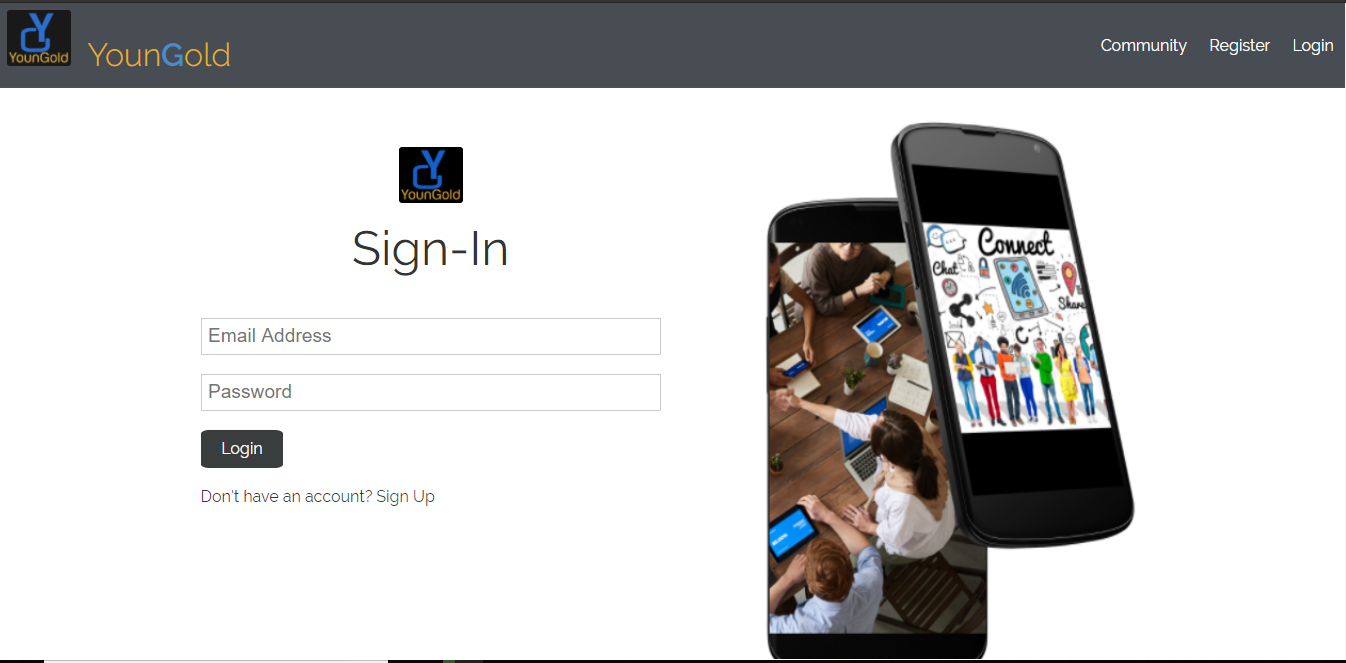 YounGold
YounGold
Community
Register
Login
YounGold
Sign-In
Email Address
Password
Login
Don't have an account? Sign Up
Connect
Chat
Share